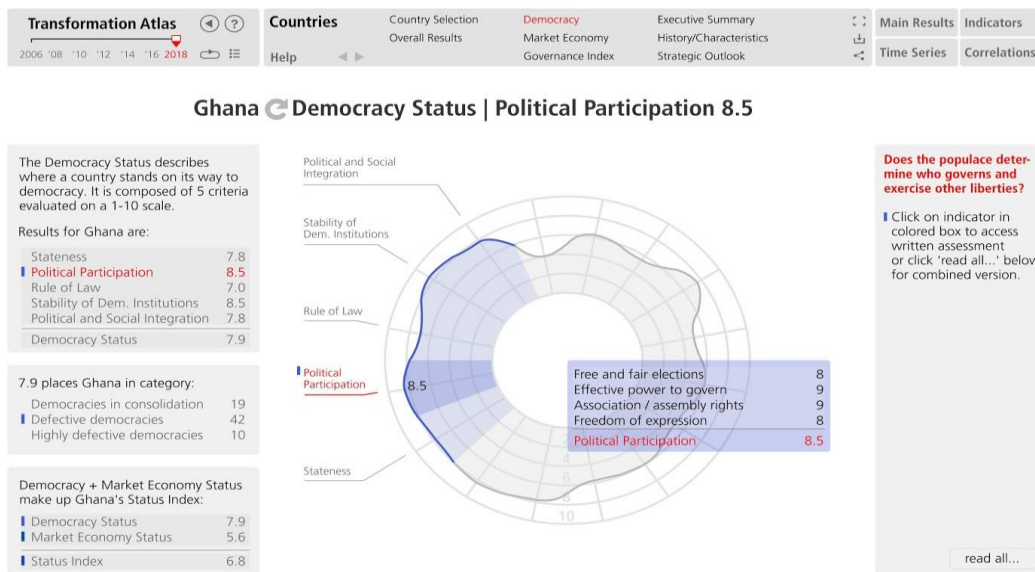 Transformation Atlas
?
2006 '08 '10 '12 '14 '16 2018
Countries
Help
Country Selection
Overall Results
Democracy
Market Economy
Governance Index
Executive Summary
History/Characteristics
Strategic Outlook
Main Results
Indicators
Time Series
Correlations
Ghana Democracy Status | Political Participation 8.5
The Democracy Status describes
where a country stands on its way to
democracy. It is composed of 5 criteria
evaluated on a 1-10 scale.
Results for Ghana are:
Stateness 7.8
Political Participation 8.5
Rule of Law 7.0
Stability of Dem. Institutions 8.5
Political and Social Integration 7.8
Democracy Status 7.9
7.9 places Ghana in category:
Democracies in consolidation 19
Defective democracies 42
Highly defective democracies 10
Democracy + Market Economy Status
make up Ghana's Status Index:
Democracy Status 7.9
Market Economy Status 5.6
Status Index 6.8
Political and Social
Integration
Stability of
Dem. Institutions
Rule of Law
Political
Participation
Stateness
8.5
Free and fair elections 8
Effective power to govern 9
Association / assembly rights 9
Freedom of expression 8
Political Participation 8.5
2
4
6
8
10
Does the populace deter-
mine who governs and
exercise other liberties?
Click on indicator in
colored box to access
written assessment
or click 'read all...' below
for combined version.
read all...